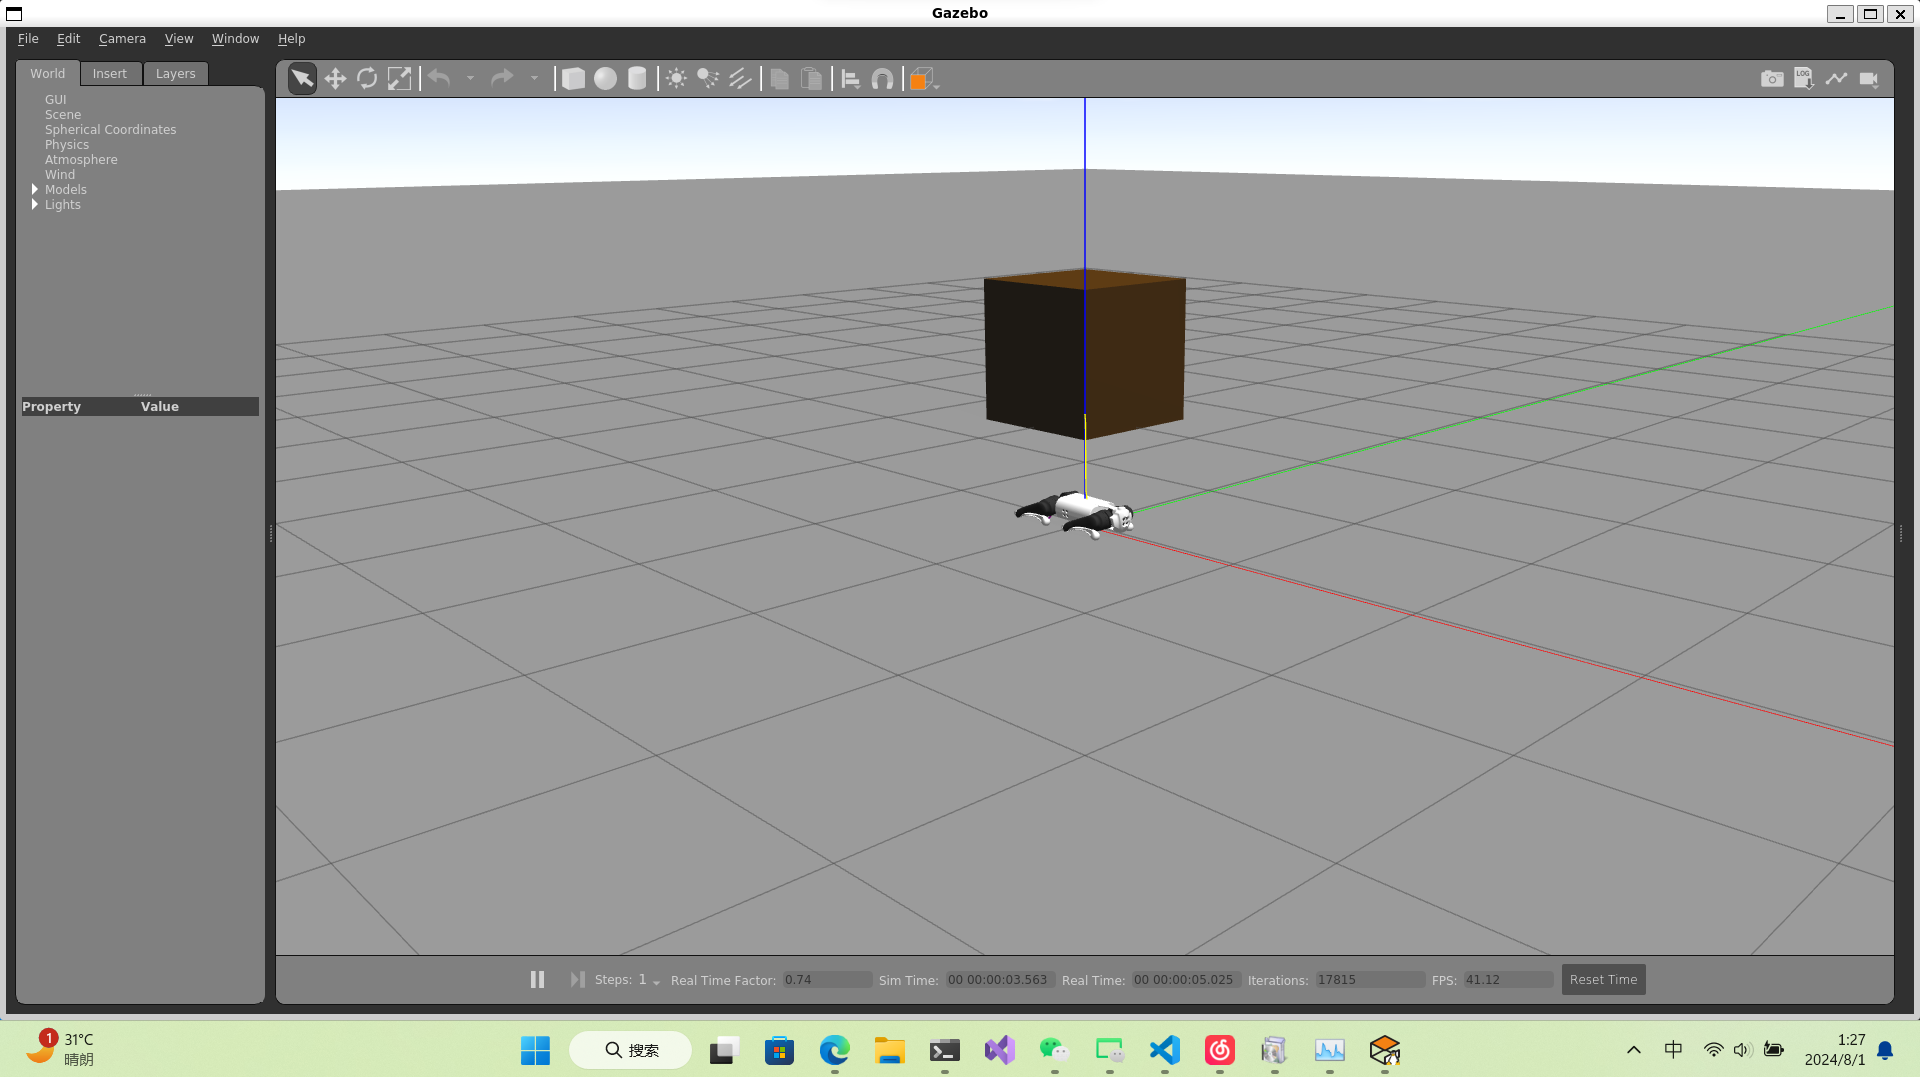 Gazebo
File Edit Camera View Window Help
World Insert Layers
GUI
Scene
Spherical Coordinates
Physics
Atmosphere
Wind
Models
Lights
Property Value
LOG
Steps: 1 Real Time Factor: 0.74 Sim Time: 00 00:00:03.563 Real Time: 00 00:00:05.025 Iterations: 17815 FPS: 41.12 Reset Time
1
31°C
晴朗
搜索
中
1:27
2024/8/1